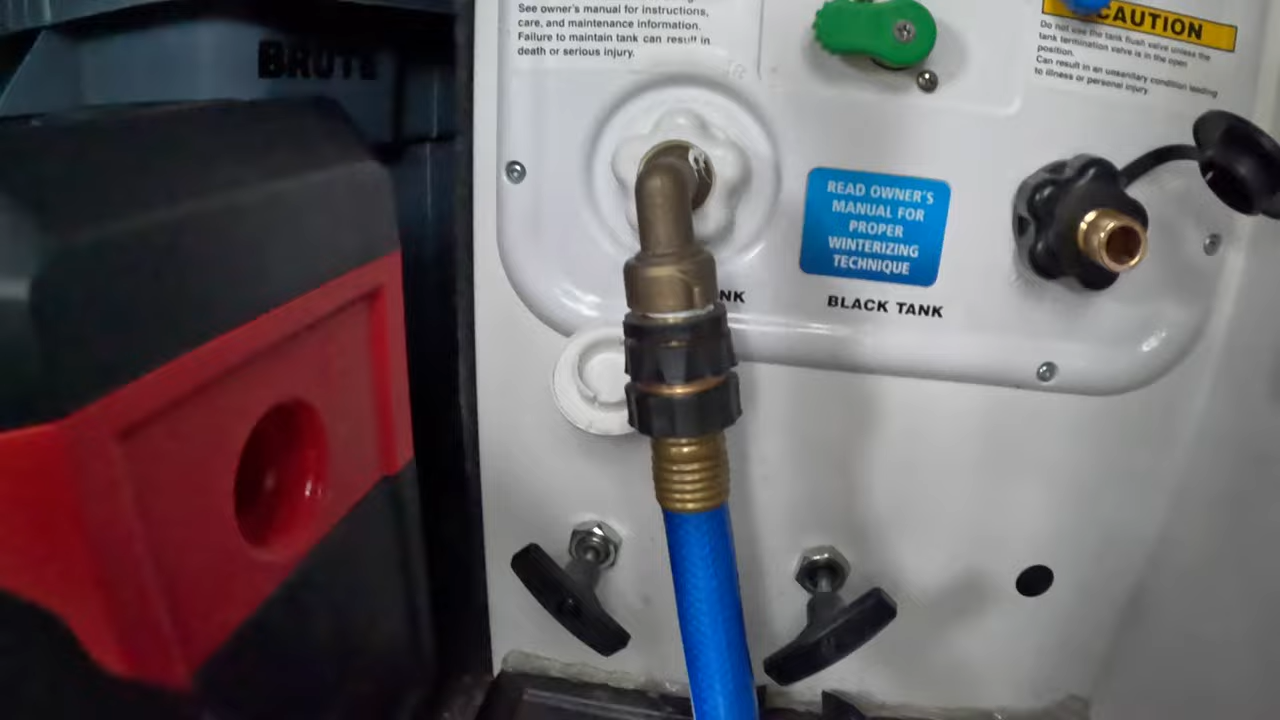 See owner's manual for instructions,
care, and maintenance information.
Failure to maintain tank can result in
death or serious injury.
CAUTION
Do not use the tank flush valve unless the
tank termination valve is in the open
position.
Can result in an unsanitary condition leading
to illness or personal injury.
BRUTE
READ OWNER'S
MANUAL FOR
PROPER
WINTERIZING
TECHNIQUE
NK
BLACK TANK